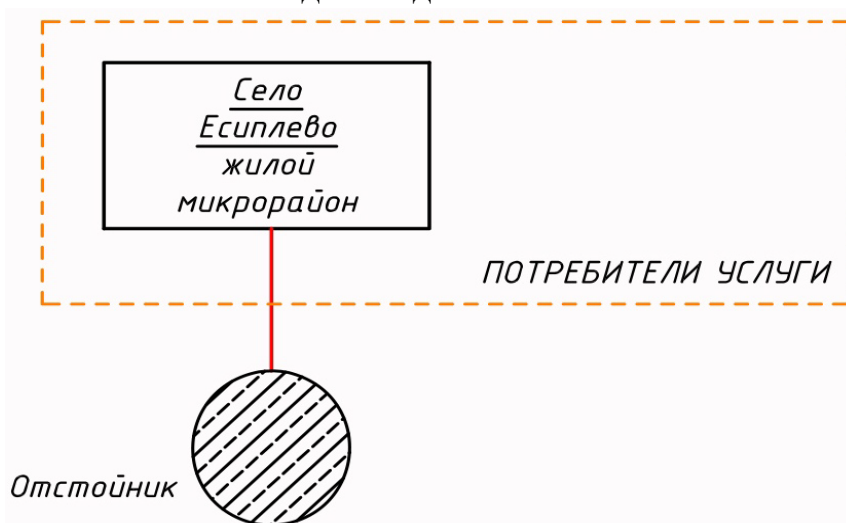 Село
Есиплево
жилой
микрорайон
ПОТРЕБИТЕЛИ УСЛУГИ
Отстойник